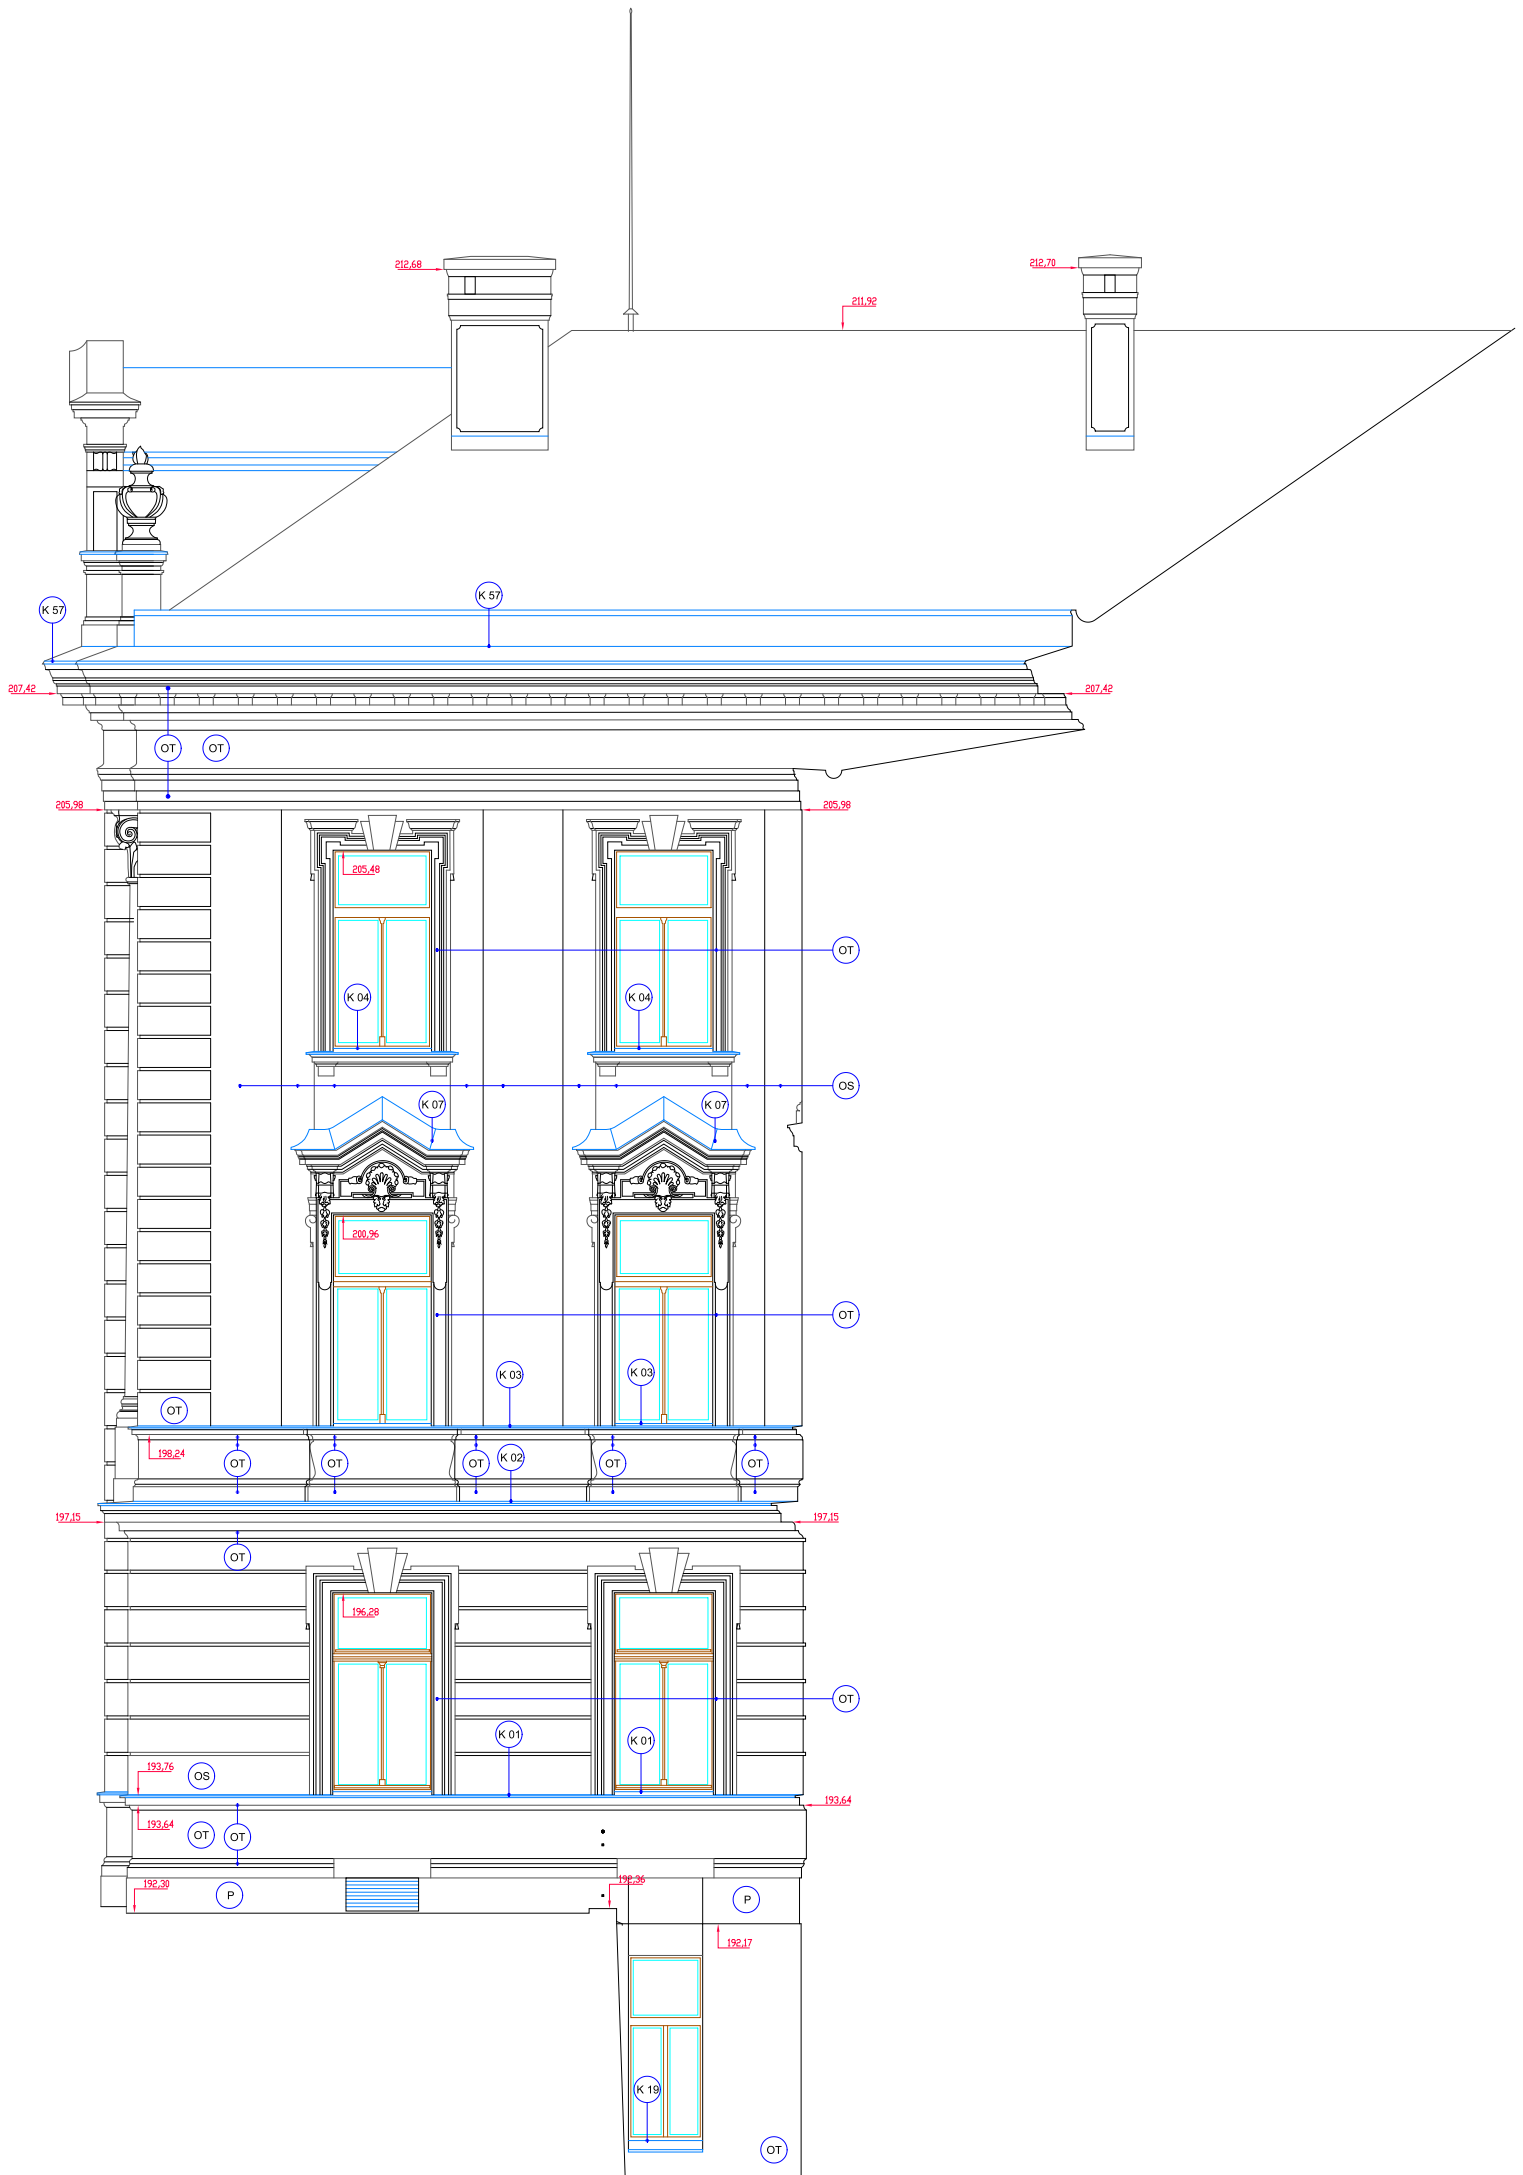 212,68
212,70
211,92
K 57
K 57
207,42
207,42
OT
OT
205,98
205,98
205,48
OT
K 04
K 04
OS
K 07
K 07
200,96
OT
K 03
K 03
OT
198,24
K 02
OT
OT
OT
OT
OT
197,15
197,15
OT
196,28
OT
K 01
K 01
193,76
OS
193,64
193,64
OT
OT
192,30
192,36
P
P
192,17
K 19
OT